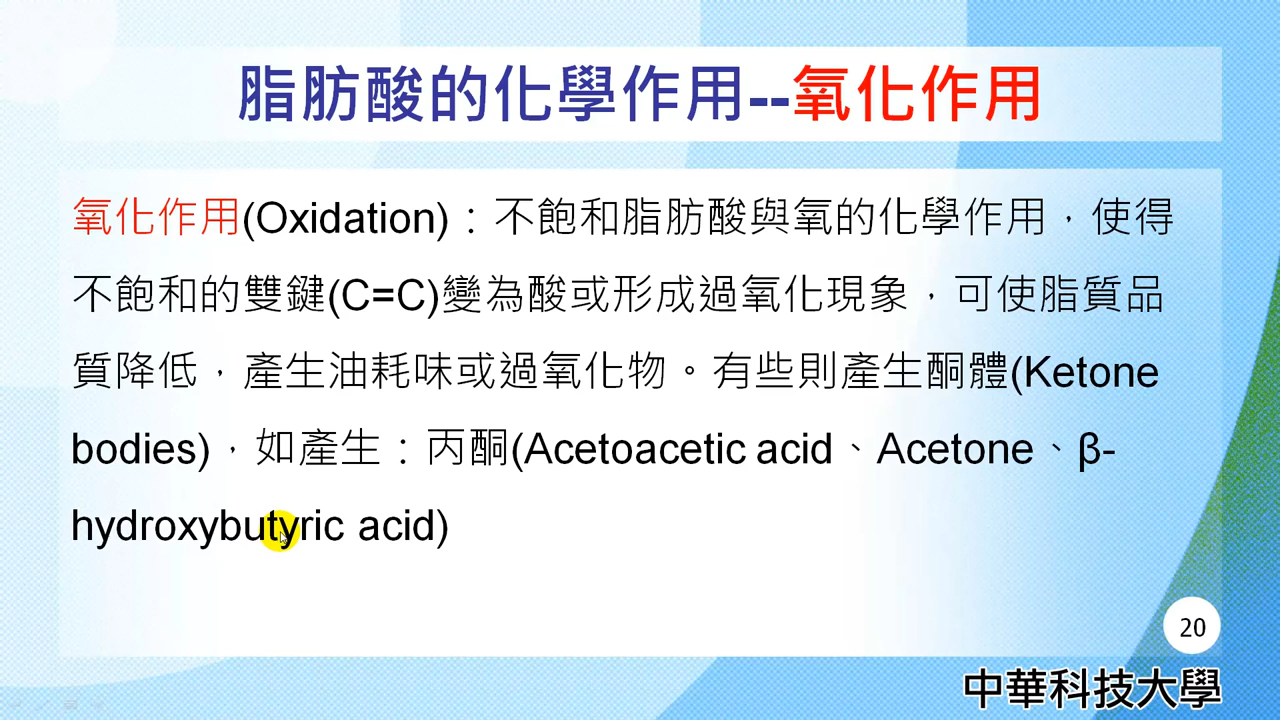 脂肪酸的化學作用--氧化作用
氧化作用(Oxidation)：不飽和脂肪酸與氧的化學作用，使得
不飽和的雙鍵(C=C)變為酸或形成過氧化現象，可使脂質品
質降低，產生油耗味或過氧化物。有些則產生酮體(Ketone
bodies)，如產生：丙酮(Acetoacetic acid、Acetone、β-
hydroxybutyric acid)
20
中華科技大學